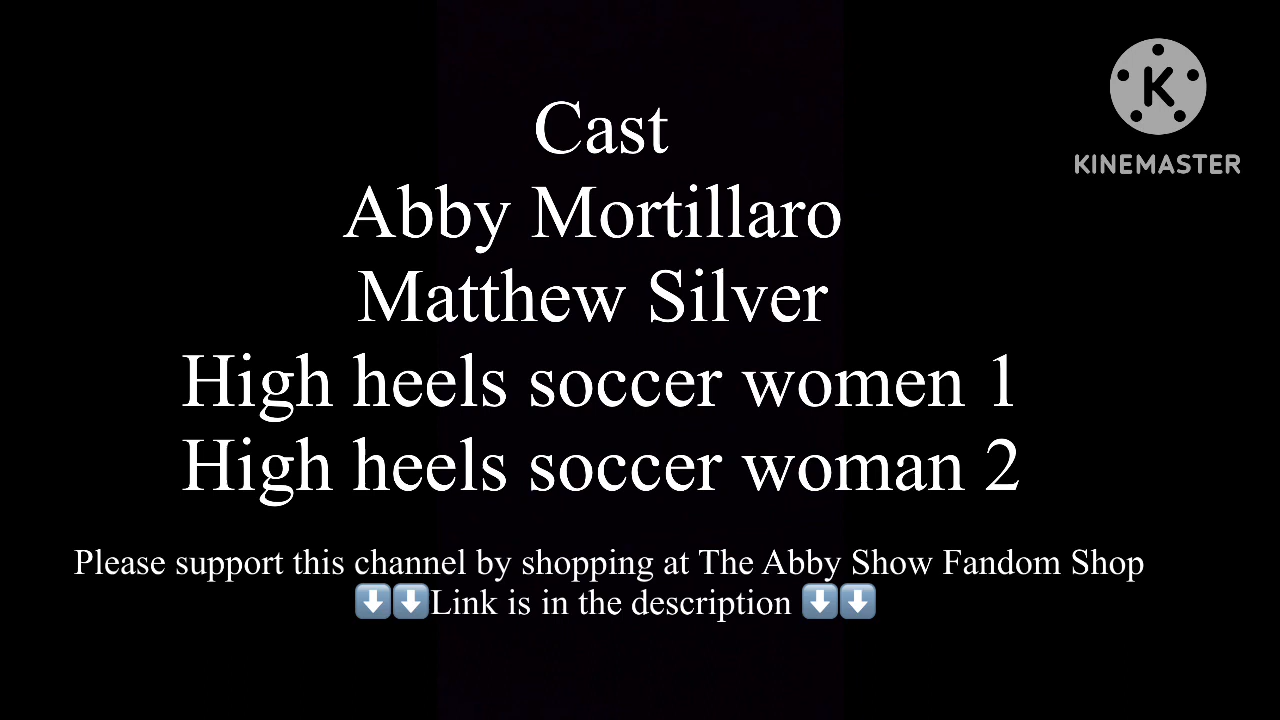 Cast
Abby Mortillaro
Matthew Silver
High heels soccer women 1
High heels soccer woman 2
Please support this channel by shopping at The Abby Show Fandom Shop
⬇️⬇️Link is in the description ⬇️⬇️
K
KINEMASTER